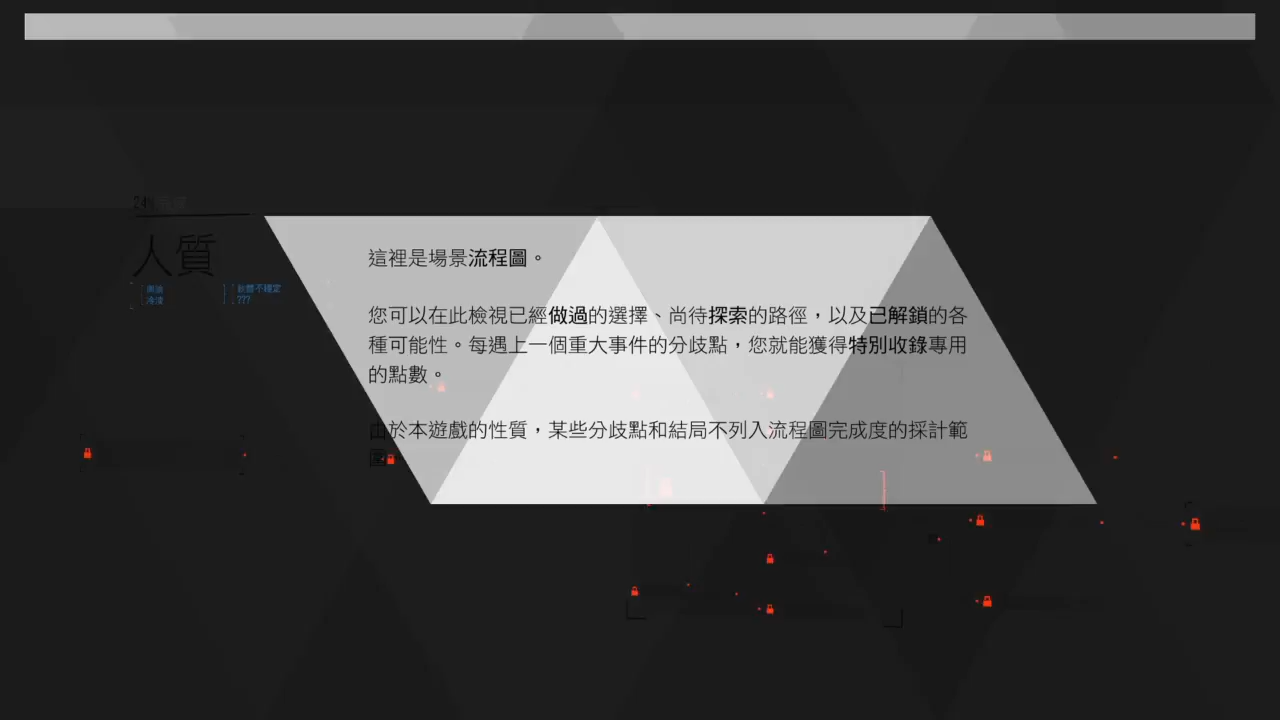 人質
???
這裡是場景流程圖。
您可以在此檢視已經做過的選擇、尚待探索的路徑，以及已解鎖的各
種可能性。每遇上一個重大事件的分歧點，您就能獲得特別收錄專用
的點數。
由於本遊戲的性質，某些分歧點和結局不列入流程圖完成度的採計範
圍。